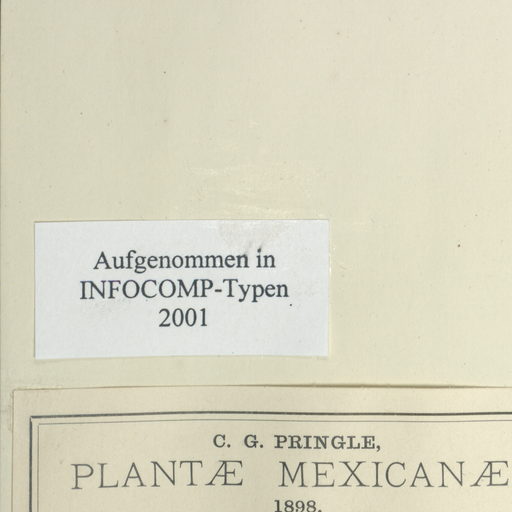 Aufgenommen in
INFOCOMP-Typen
2001
C. G. PRINGLE,
PLANTÆ MEXICANÆ
1898.